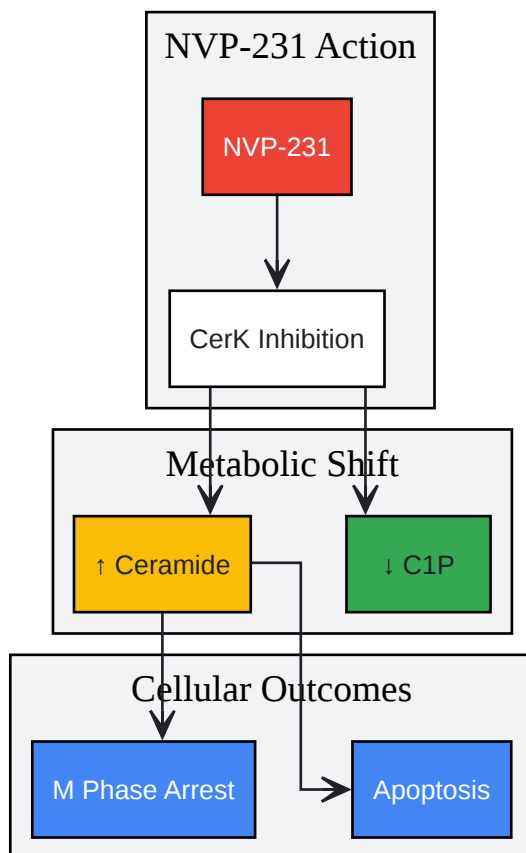 NVP-231 Action
NVP-231
CerK Inhibition
Metabolic Shift
↑ Ceramide
↓ C1P
Cellular Outcomes
M Phase Arrest
Apoptosis